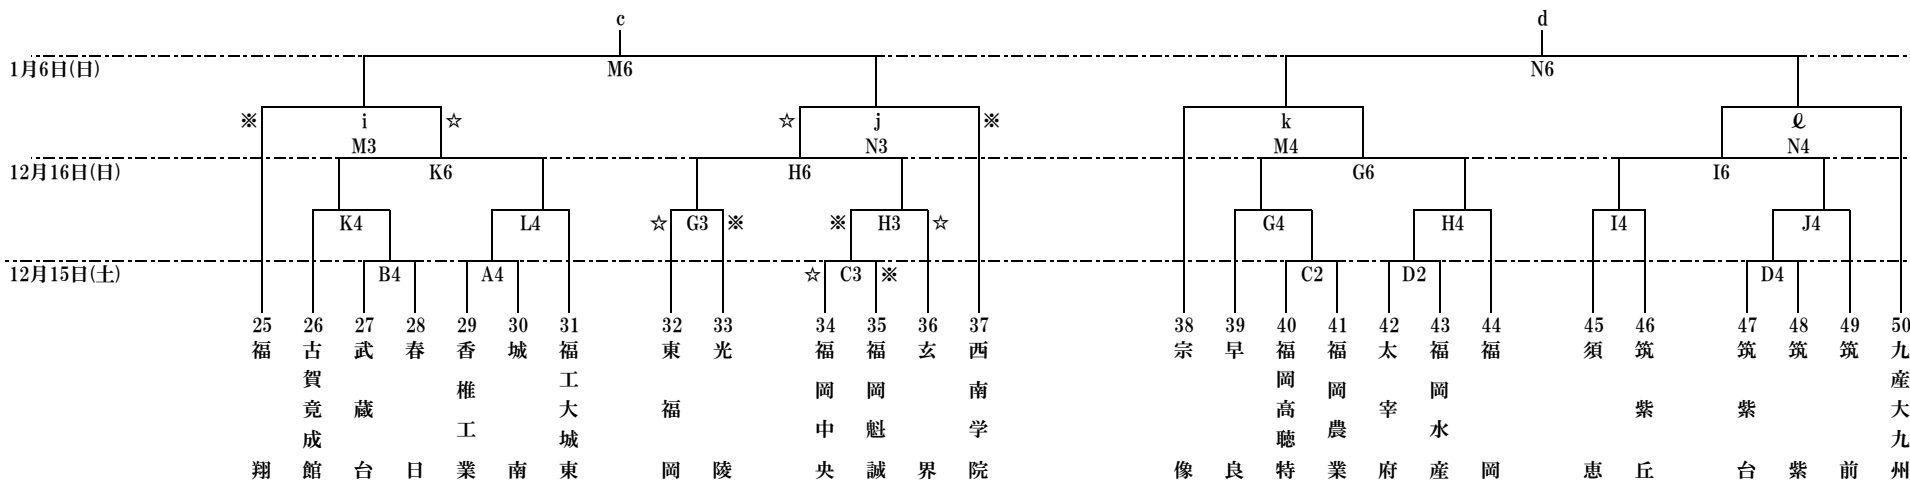 c d
1月6日(日) M6 N6
※ i ☆ ☆ j ※ k ℓ
M3 N3 M4 N4
12月16日(日) K6 H6 G6 I6
K4 L4 ☆ G3 ※ ※ H3 ☆ G4 H4 I4 J4
12月15日(土) B4 A4 ☆ C3 ※ C2 D2 D4
25 26 27 28 29 30 31 32 33 34 35 36 37 38 39 40 41 42 43 44 45 46 47 48 49 50
福翔
古賀竟成館
武蔵台
春日
香椎工業
城南
福工大城東
東福岡
光陵
福岡中央
福岡魁誠
玄界
西南学院
宗像
早良
福岡高聴特
福岡農業
太宰府
福岡水産
福岡
須恵
筑紫丘
筑紫台
筑紫
筑前
九産大九州